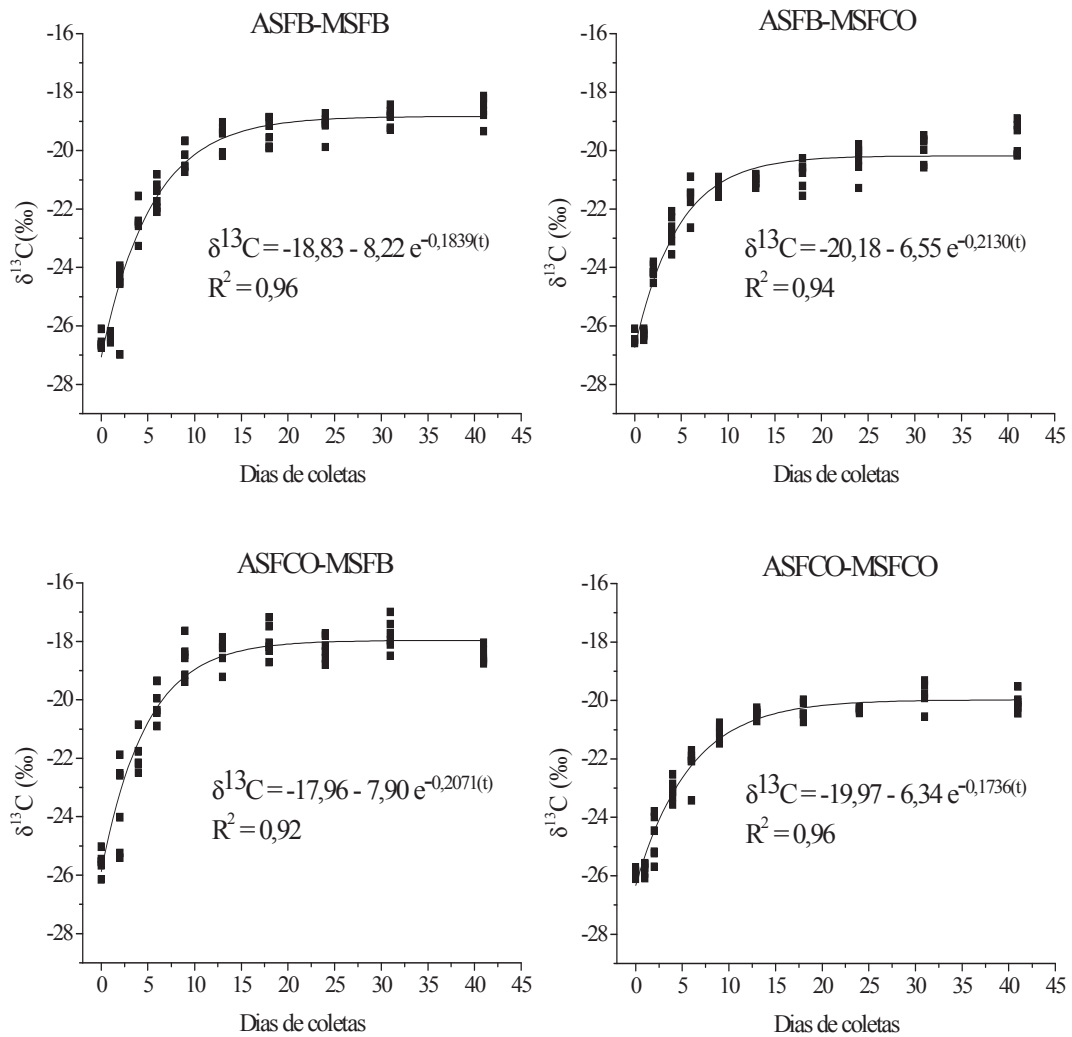 ASFB-MSFB
-16
-18
-20
-22
-24
-26
-28
δ¹³C(‰)
δ¹³C = -18,83 - 8,22 e^-0,1839(t)
R² = 0,96
0 5 10 15 20 25 30 35 40 45
Dias de coletas
ASFB-MSFCO
-16
-18
-20
-22
-24
-26
-28
δ¹³C (‰)
δ¹³C = -20,18 - 6,55 e^-0,2130(t)
R² = 0,94
0 5 10 15 20 25 30 35 40 45
Dias de coletas
ASFCO-MSFB
-16
-18
-20
-22
-24
-26
-28
δ¹³C (‰)
δ¹³C = -17,96 - 7,90 e^-0,2071(t)
R² = 0,92
0 5 10 15 20 25 30 35 40 45
Dias de coletas
ASFCO-MSFCO
-16
-18
-20
-22
-24
-26
-28
δ¹³C (‰)
δ¹³C = -19,97 - 6,34 e^-0,1736(t)
R² = 0,96
0 5 10 15 20 25 30 35 40 45
Dias de coletas